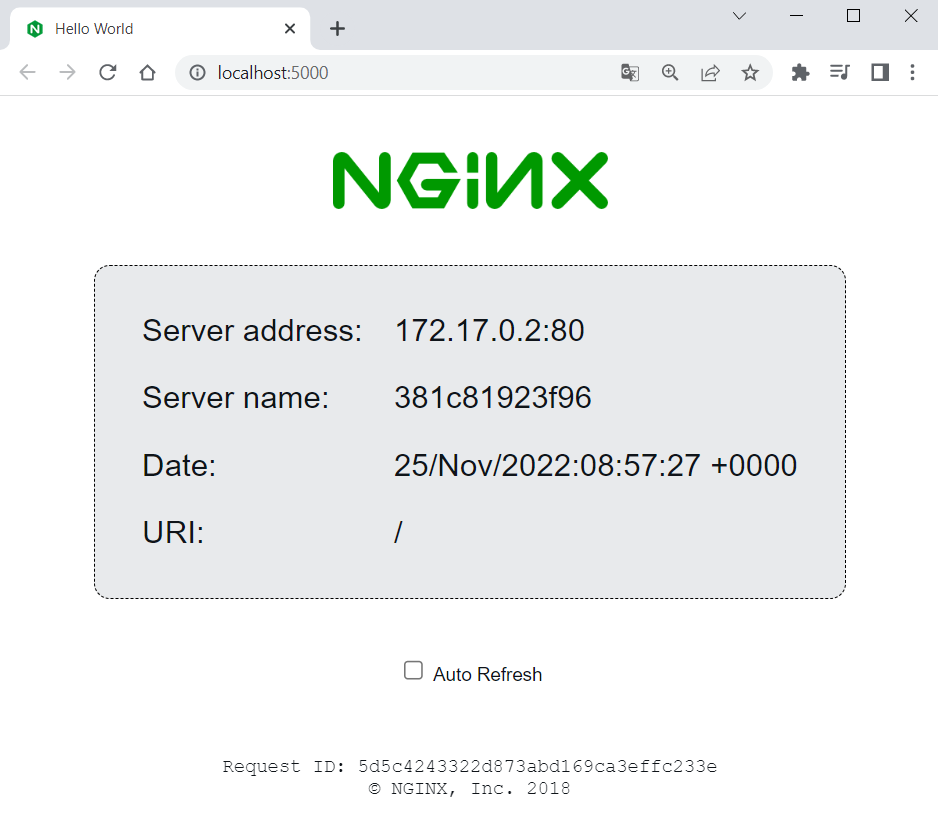 Hello World
localhost:5000
NGINX
Server address: 172.17.0.2:80
Server name: 381c81923f96
Date: 25/Nov/2022:08:57:27 +0000
URI: /
Auto Refresh
Request ID: 5d5c4243322d873abd169ca3effc233e
© NGINX, Inc. 2018